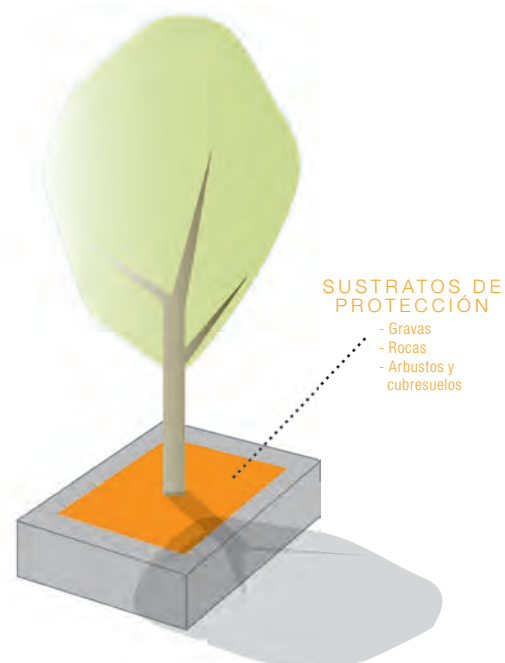 SUSTRATOS DE
PROTECCIÓN
- Gravas
- Rocas
- Arbustos y
cubresuelos